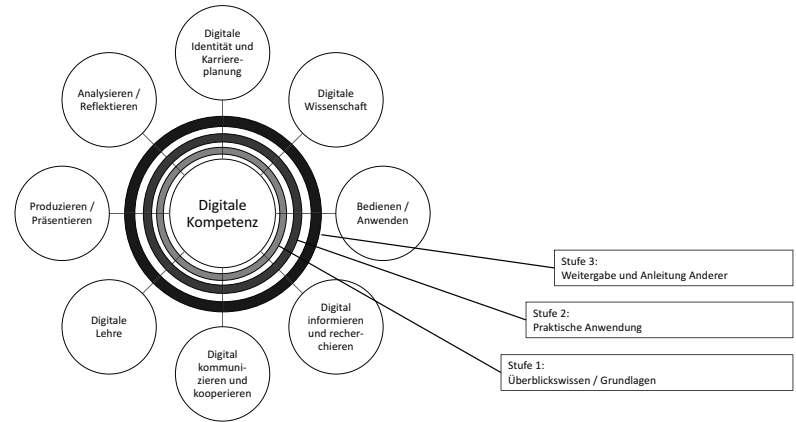 Digitale
Identität und
Karriere-
planung
Analysieren /
Reflektieren
Digitale
Wissenschaft
Produzieren /
Präsentieren
Digitale
Kompetenz
Bedienen /
Anwenden
Stufe 3:
Weitergabe und Anleitung Anderer
Digitale
Lehre
Digital
informieren
und recher-
chieren
Stufe 2:
Praktische Anwendung
Digital
kommuni-
zieren und
kooperieren
Stufe 1:
Überblickswissen / Grundlagen